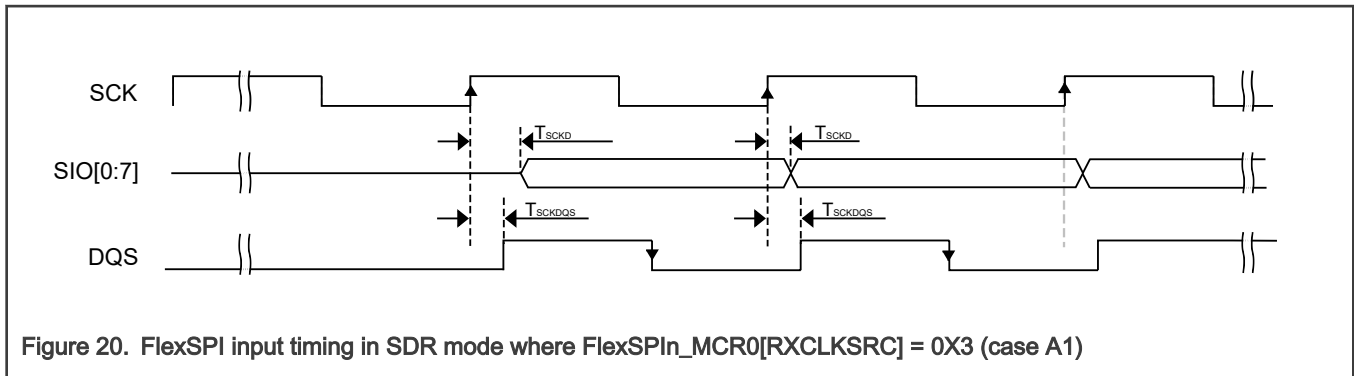 SCK
TSCKD TSCKD
SIO[0:7]
TSCKDQS TSCKDQS
DQS
Figure 20. FlexSPI input timing in SDR mode where FlexSPIn_MCR0[RXCLKSRC] = 0X3 (case A1)